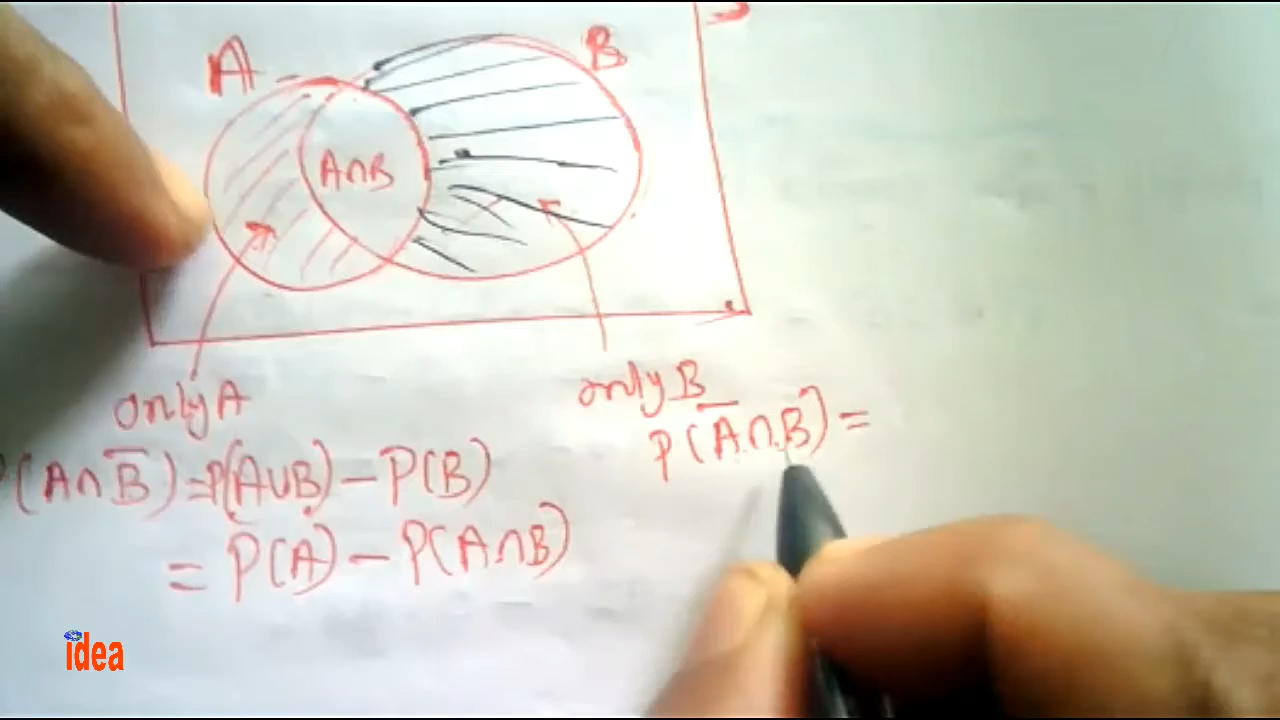 A
B
A∩B
only A
only B
P(A∩B̅) = P(A∪B) - P(B)
= P(A) - P(A∩B)
P(A̅∩B) =
idea